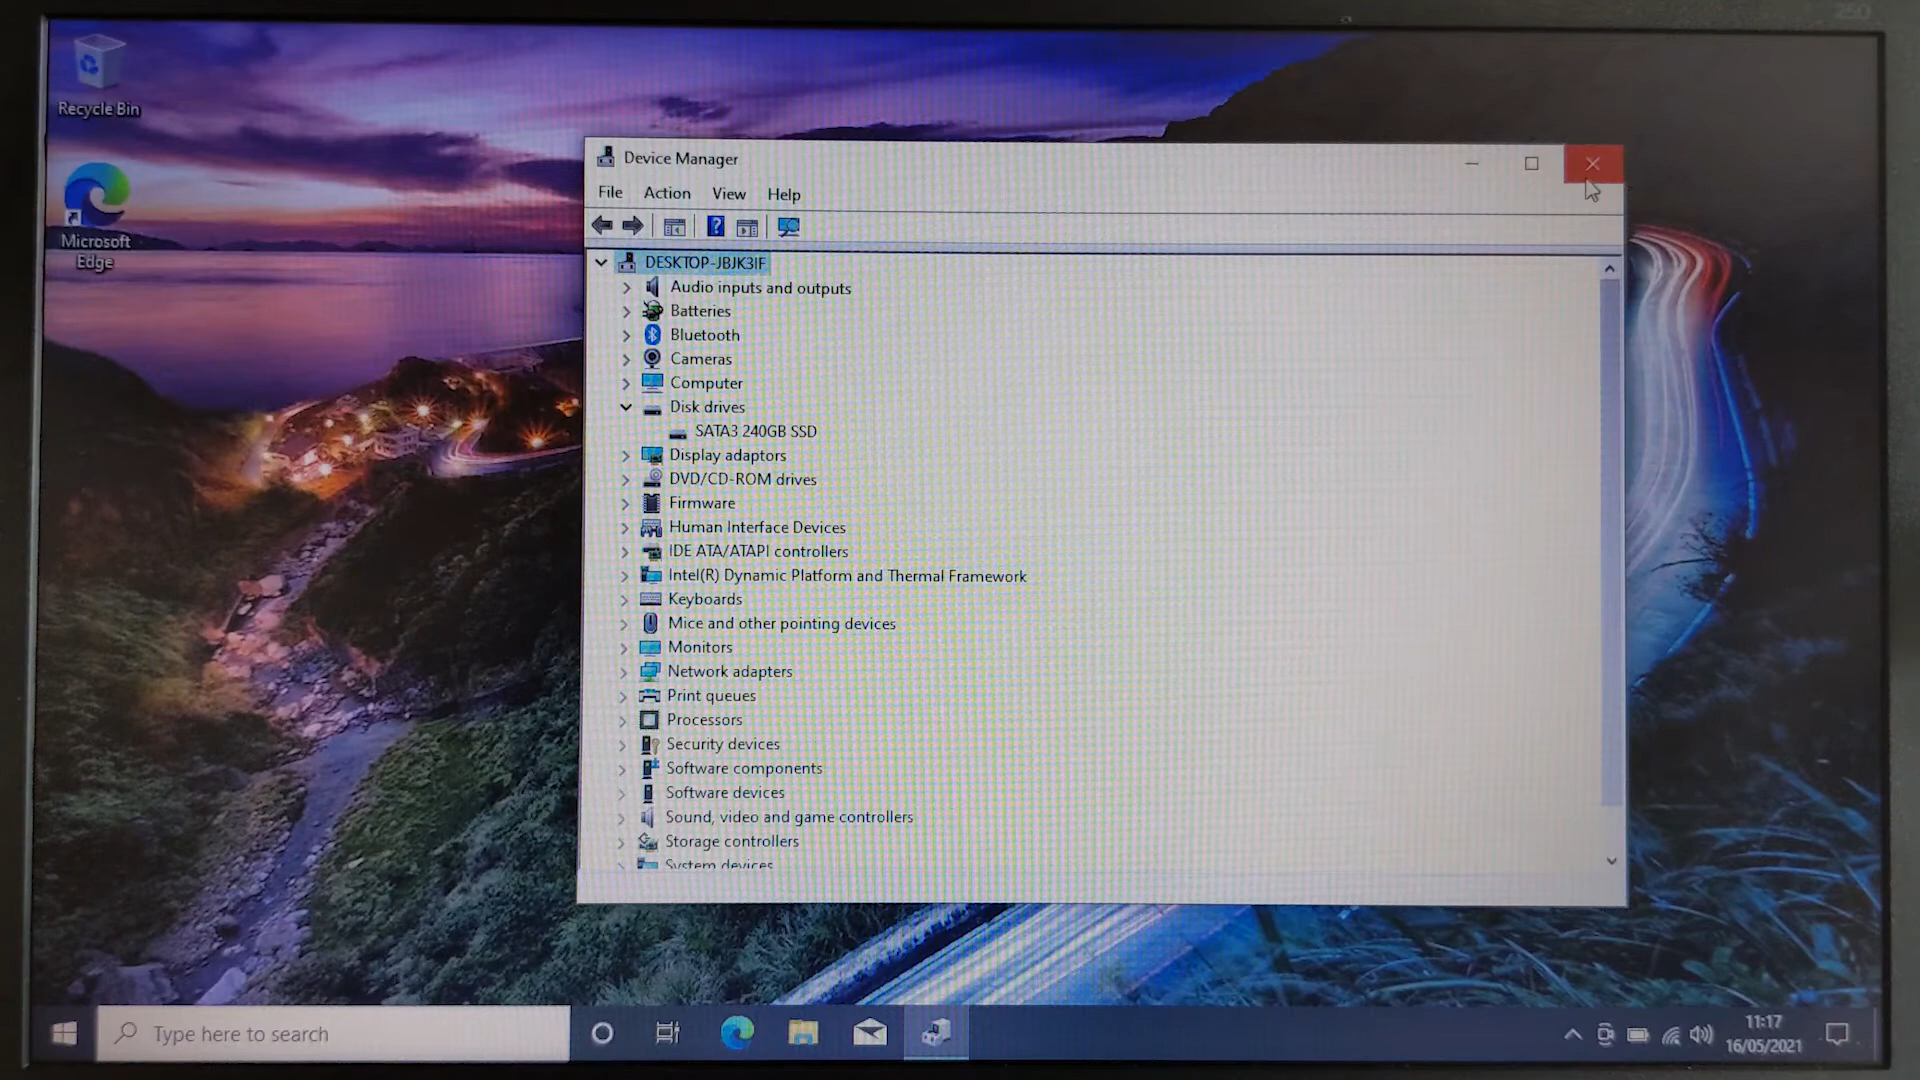 Recycle Bin
Microsoft
Edge
Device Manager
File Action View Help
DESKTOP-JBJK3IF
Audio inputs and outputs
Batteries
Bluetooth
Cameras
Computer
Disk drives
SATA3 240GB SSD
Display adaptors
DVD/CD-ROM drives
Firmware
Human Interface Devices
IDE ATA/ATAPI controllers
Intel(R) Dynamic Platform and Thermal Framework
Keyboards
Mice and other pointing devices
Monitors
Network adapters
Print queues
Processors
Security devices
Software components
Software devices
Sound, video and game controllers
Storage controllers
System devices
Type here to search
11:17
16/05/2021